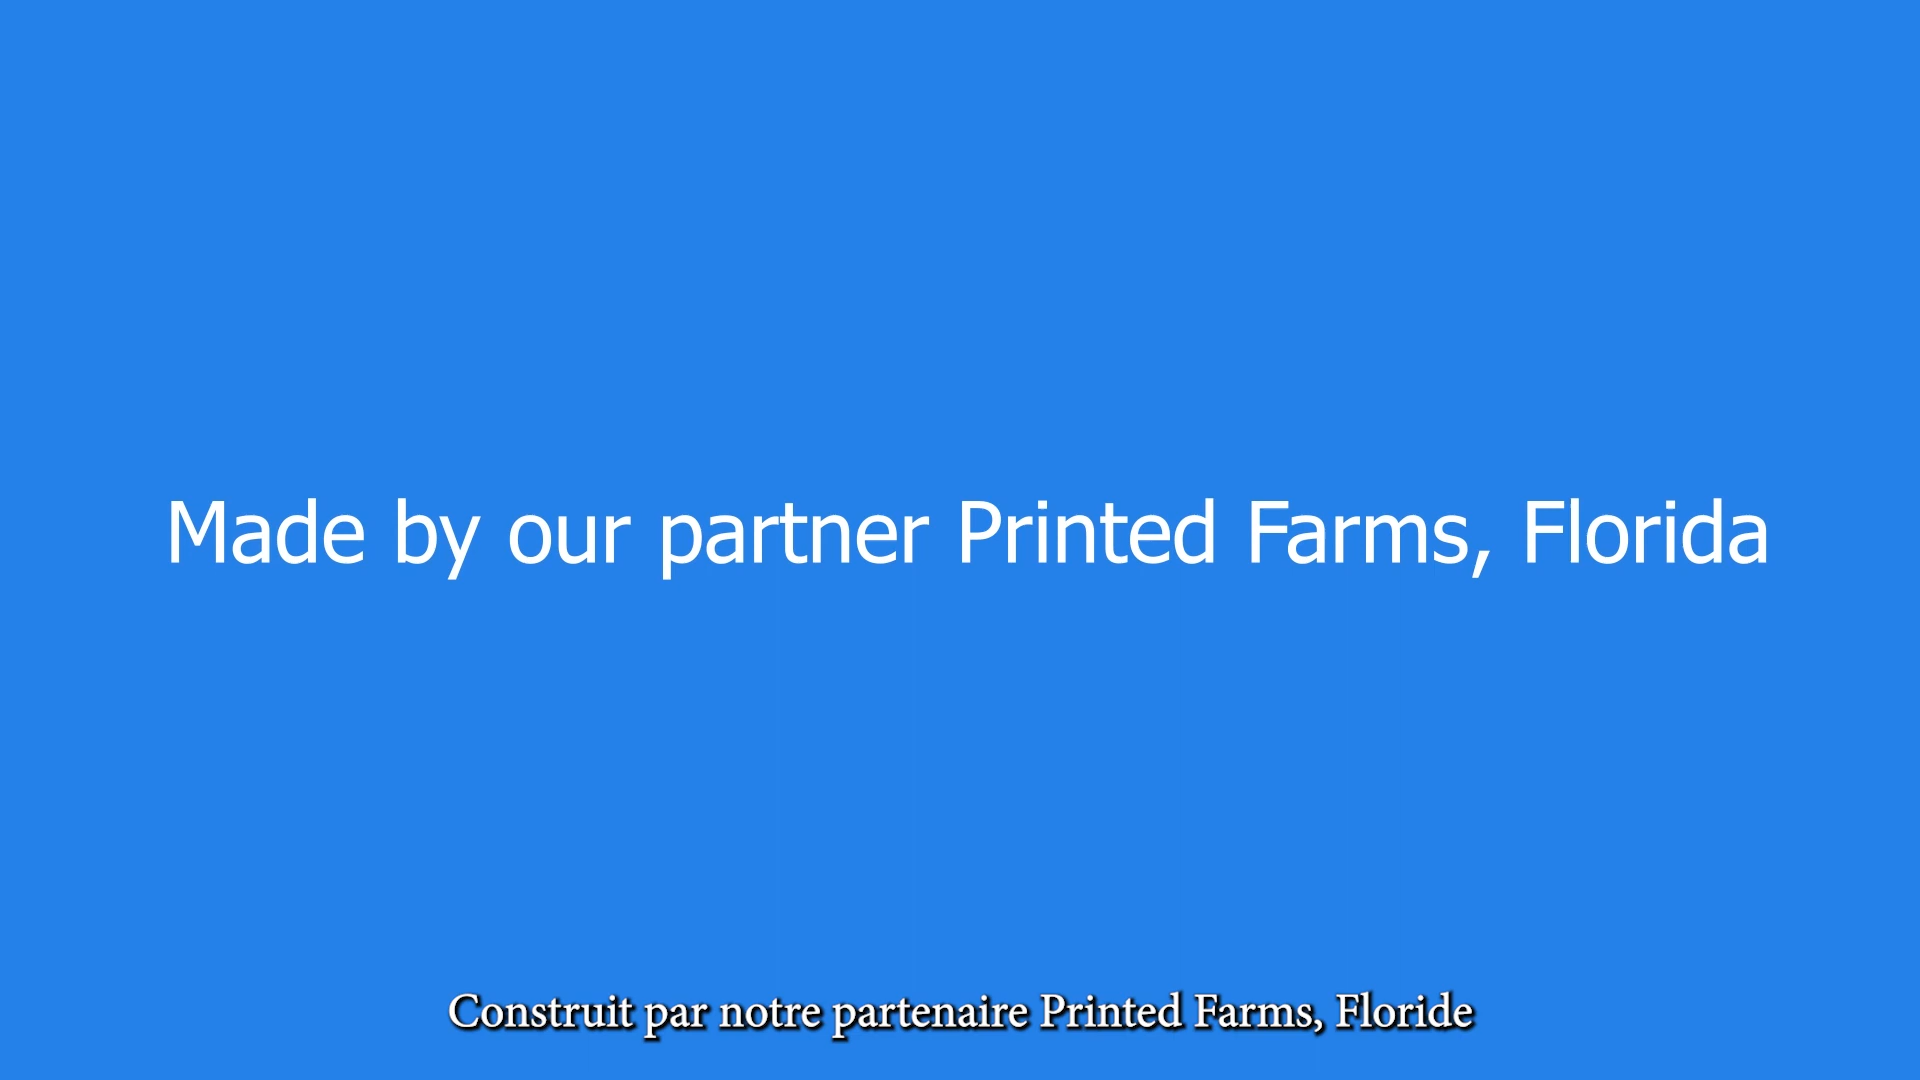 Made by our partner Printed Farms, Florida
Construit par notre partenaire Printed Farms, Floride